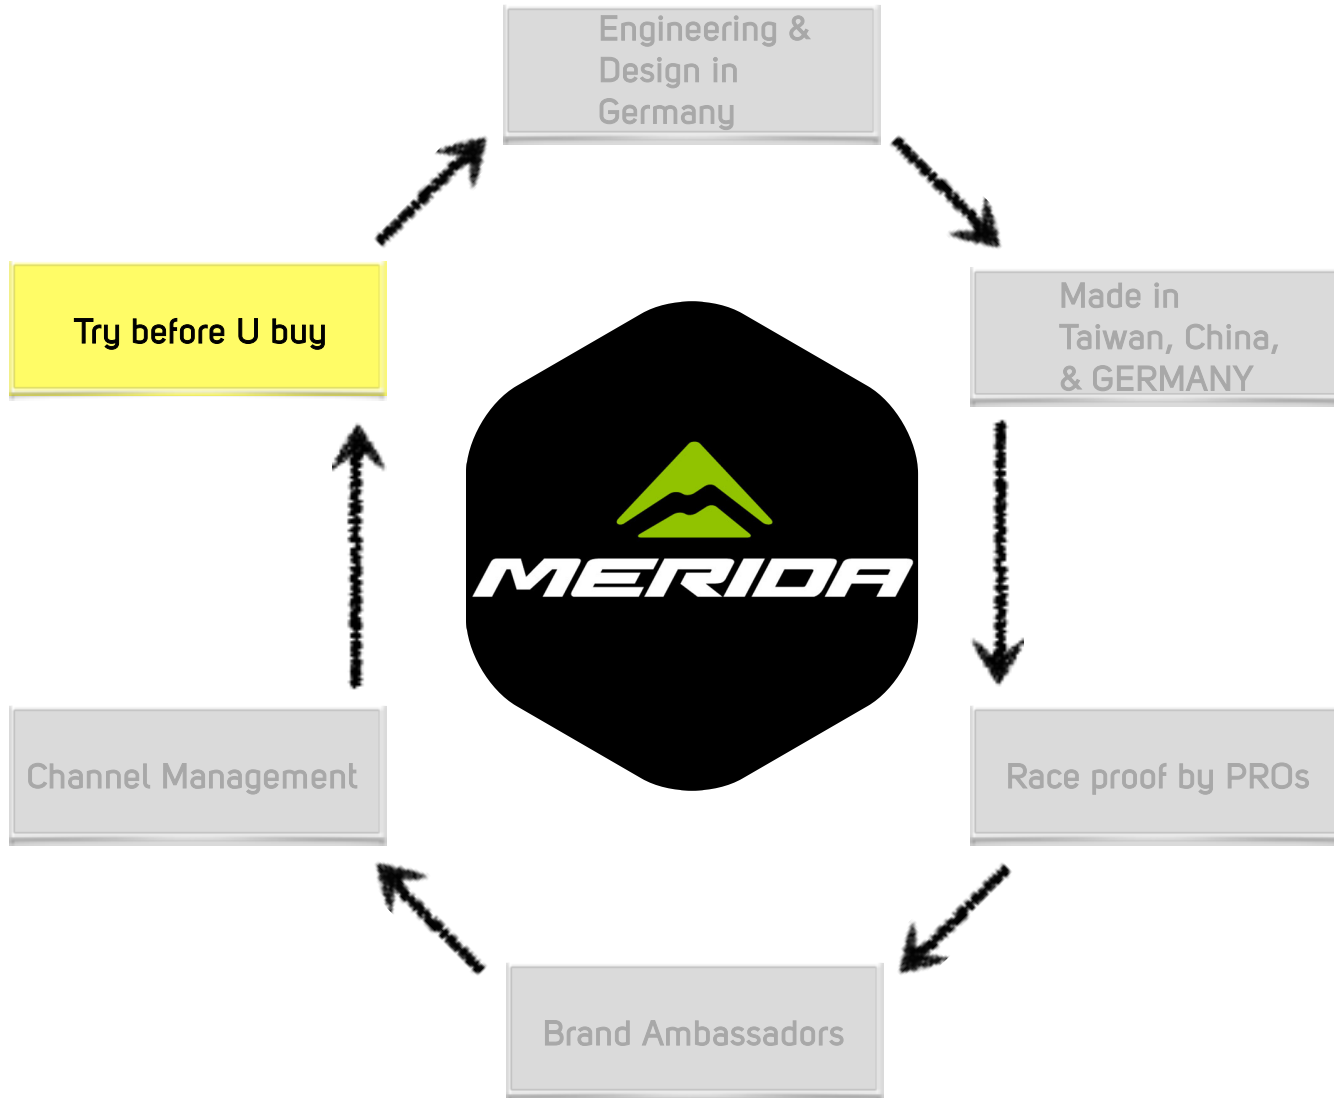 Engineering &
Design in
Germany
Try before U buy
Made in
Taiwan, China,
& GERMANY
MERIDA
Channel Management
Race proof by PROs
Brand Ambassadors